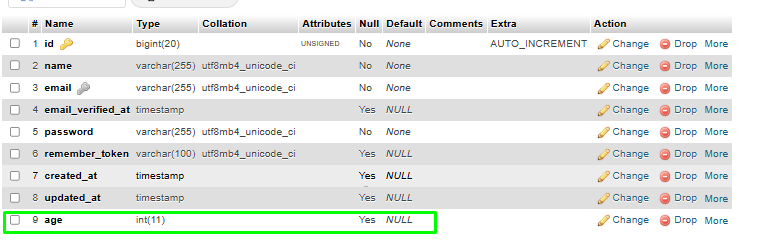 # Name Type Collation Attributes Null Default Comments Extra Action
1 id bigint(20) UNSIGNED No None AUTO_INCREMENT Change Drop More
2 name varchar(255) utf8mb4_unicode_ci No None Change Drop More
3 email varchar(255) utf8mb4_unicode_ci No None Change Drop More
4 email_verified_at timestamp Yes NULL Change Drop More
5 password varchar(255) utf8mb4_unicode_ci No None Change Drop More
6 remember_token varchar(100) utf8mb4_unicode_ci Yes NULL Change Drop More
7 created_at timestamp Yes NULL Change Drop More
8 updated_at timestamp Yes NULL Change Drop More
9 age int(11) Yes NULL Change Drop More